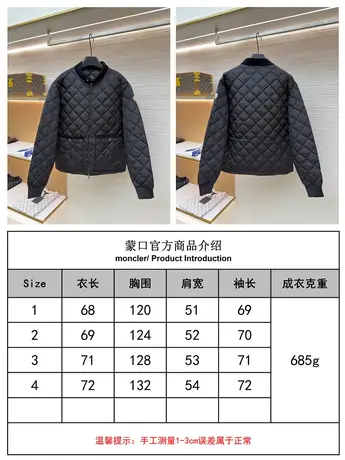 蒙口官方商品介绍
moncler/ Product Introduction
Size 衣长 胸围 肩宽 袖长 成衣克重
1 68 120 51 69
2 69 124 52 70
3 71 128 53 71
4 72 132 54 72
685g
温馨提示：手工测量1-3cm误差属于正常